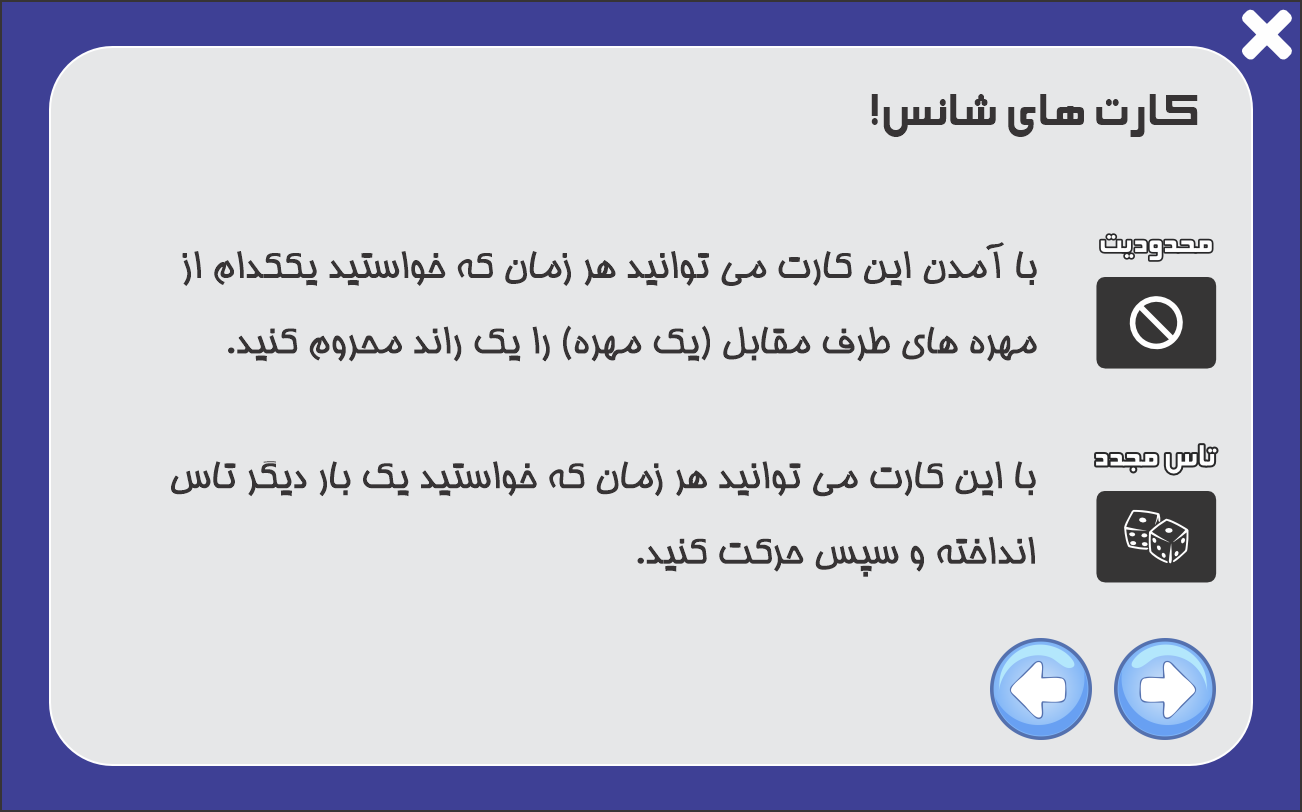 کارت های شانس!
محدودیت
با آمدن این کارت می توانید هر زمان که خواستید یککدام از
مهره های طرف مقابل (یک مهره) را یک راند محروم کنید.
تاس مجدد
با این کارت می توانید هر زمان که خواستید یک بار دیگر تاس
انداخته و سپس حرکت کنید.